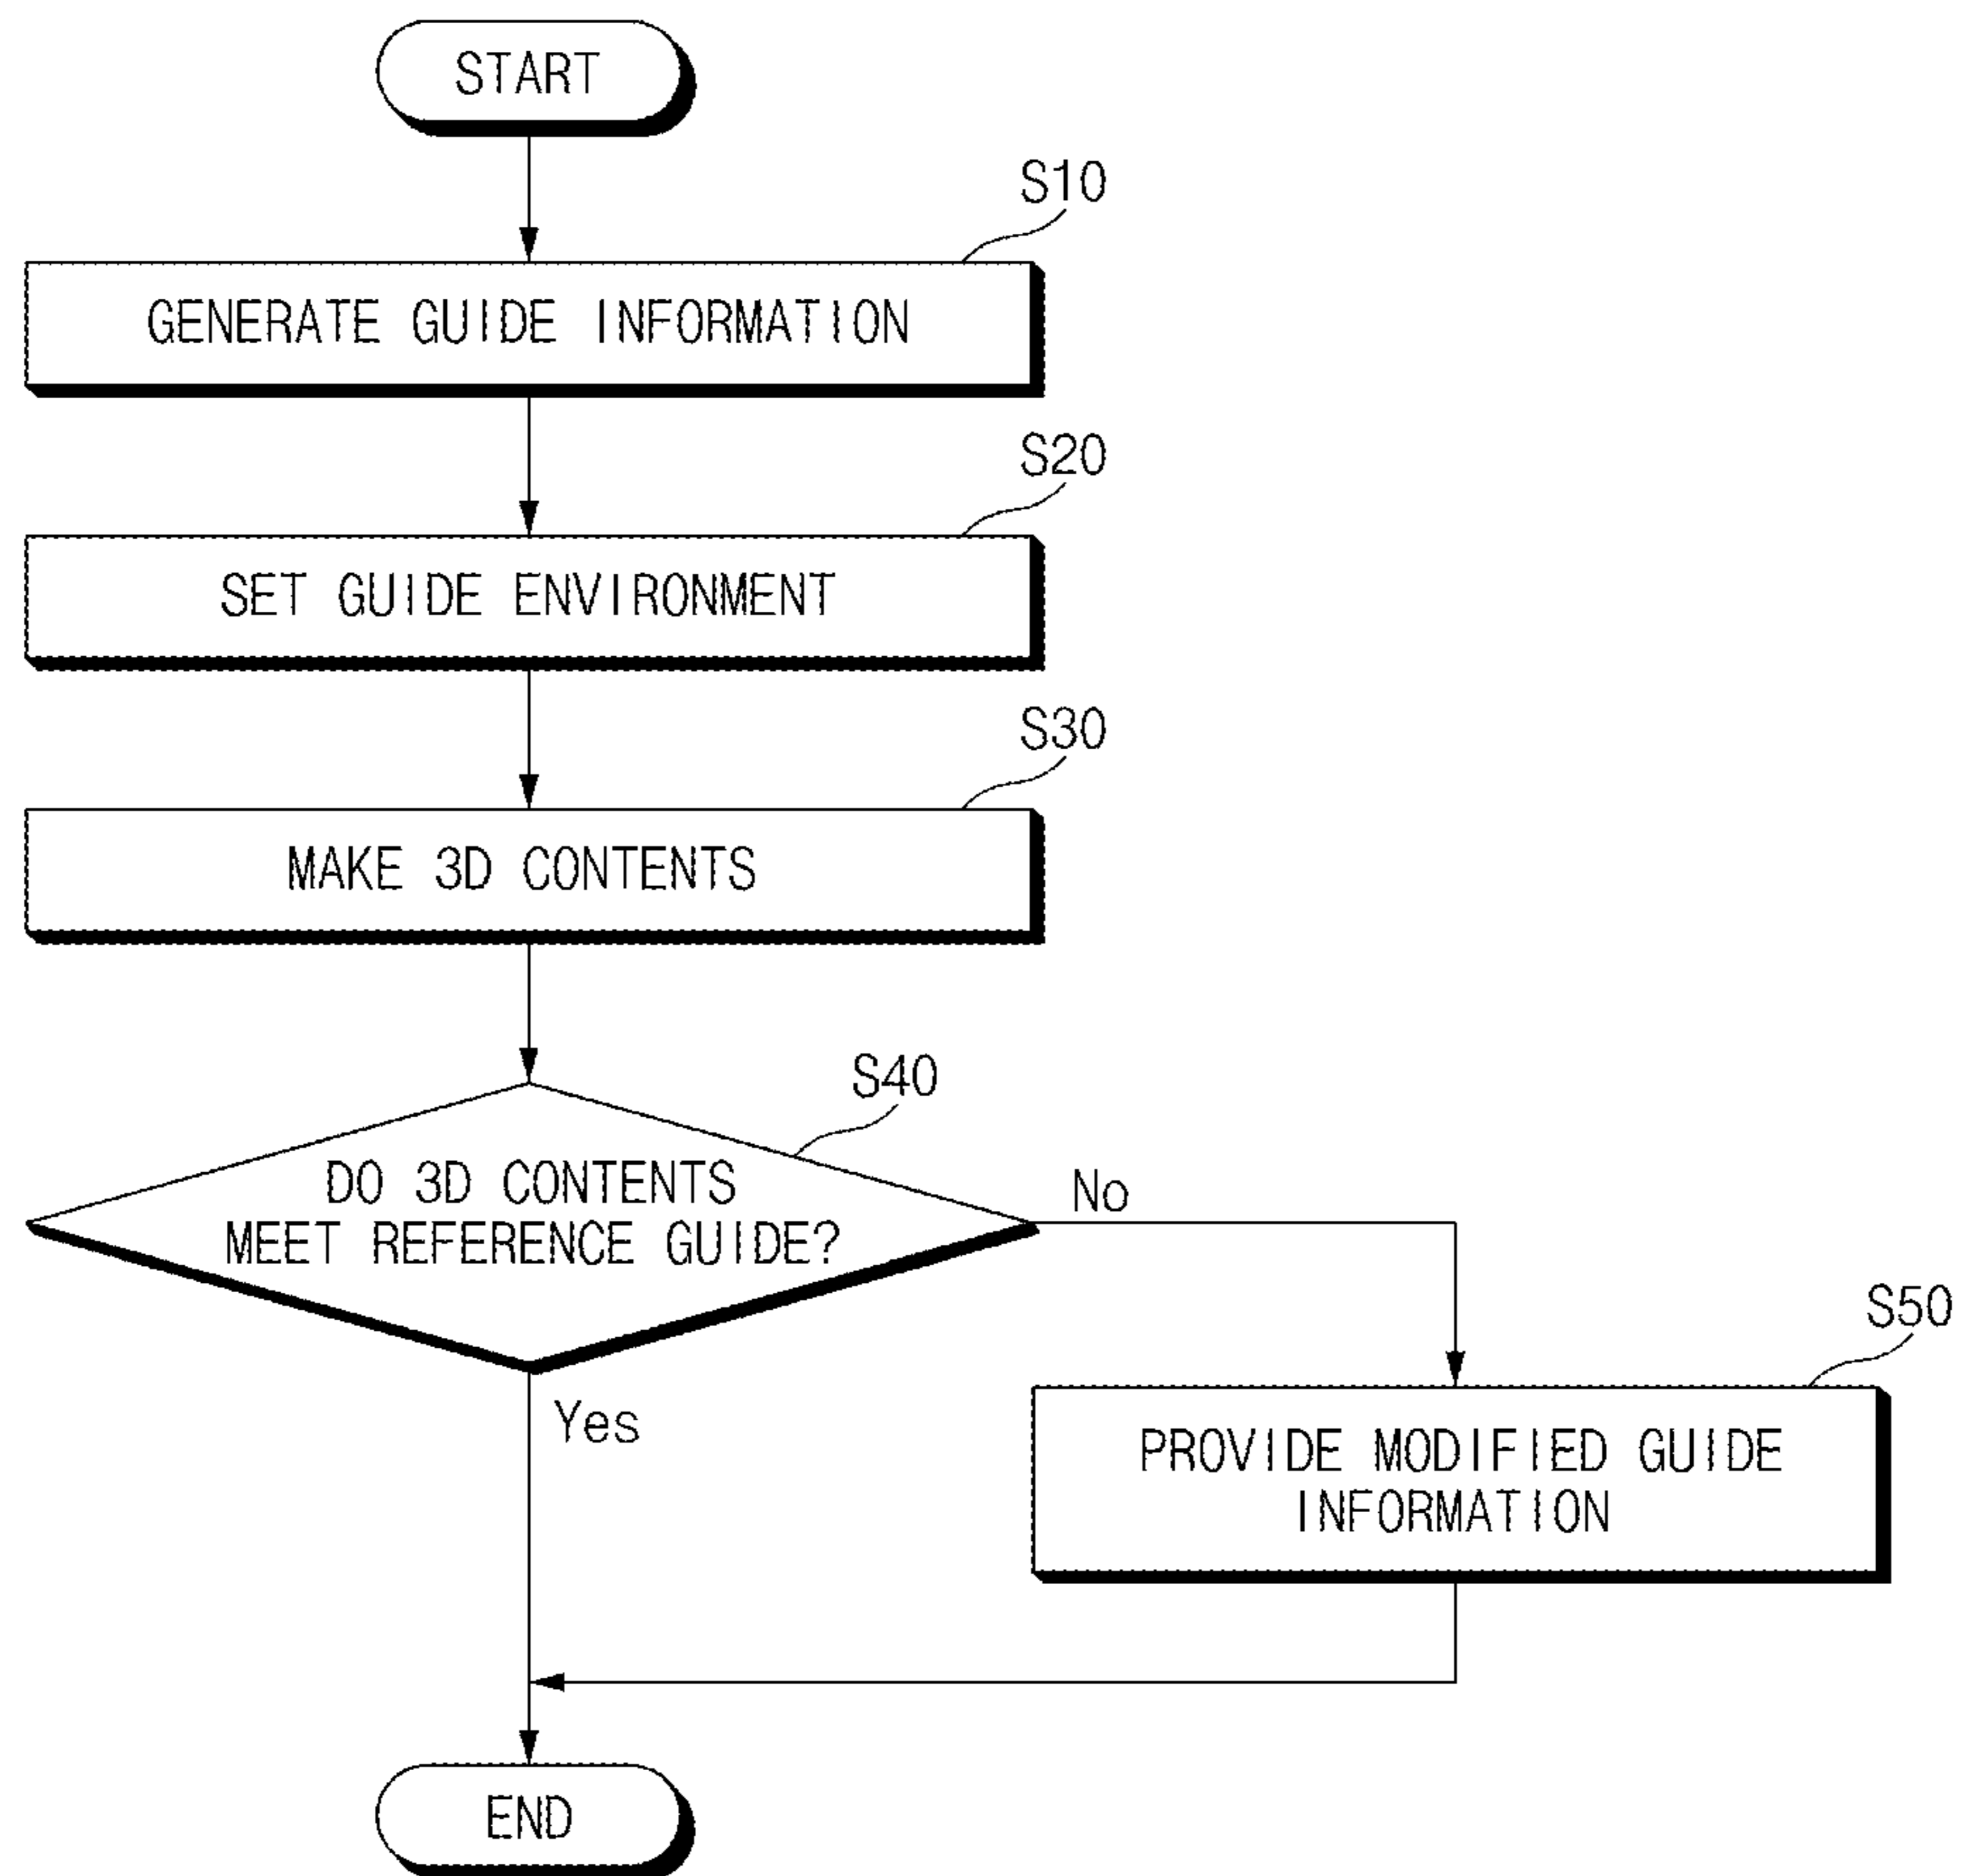 START
S10
GENERATE GUIDE INFORMATION
S20
SET GUIDE ENVIRONMENT
S30
MAKE 3D CONTENTS
S40
DO 3D CONTENTS
MEET REFERENCE GUIDE?
No
Yes
S50
PROVIDE MODIFIED GUIDE
INFORMATION
END